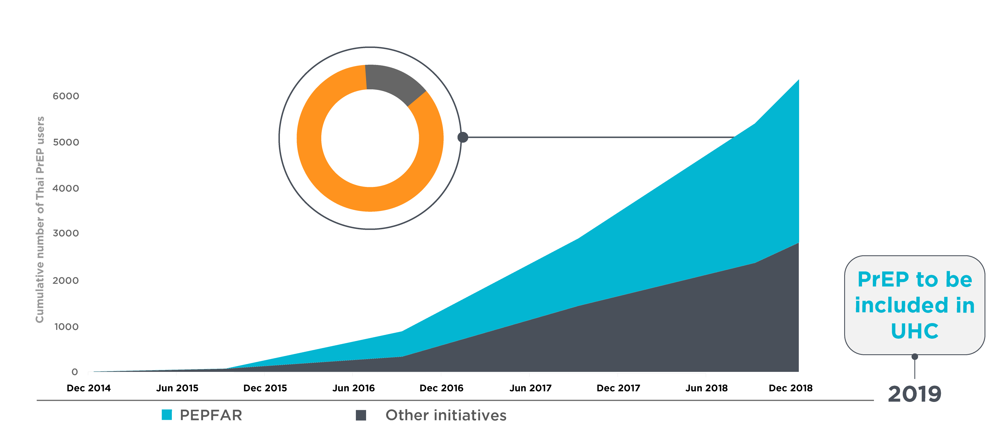 Cumulative number of Thai PrEP users
6000
5000
4000
3000
2000
1000
0
Dec 2014
Jun 2015
Dec 2015
Jun 2016
Dec 2016
Jun 2017
Dec 2017
Jun 2018
Dec 2018
PrEP to be
included in
UHC
2019
PEPFAR
Other initiatives